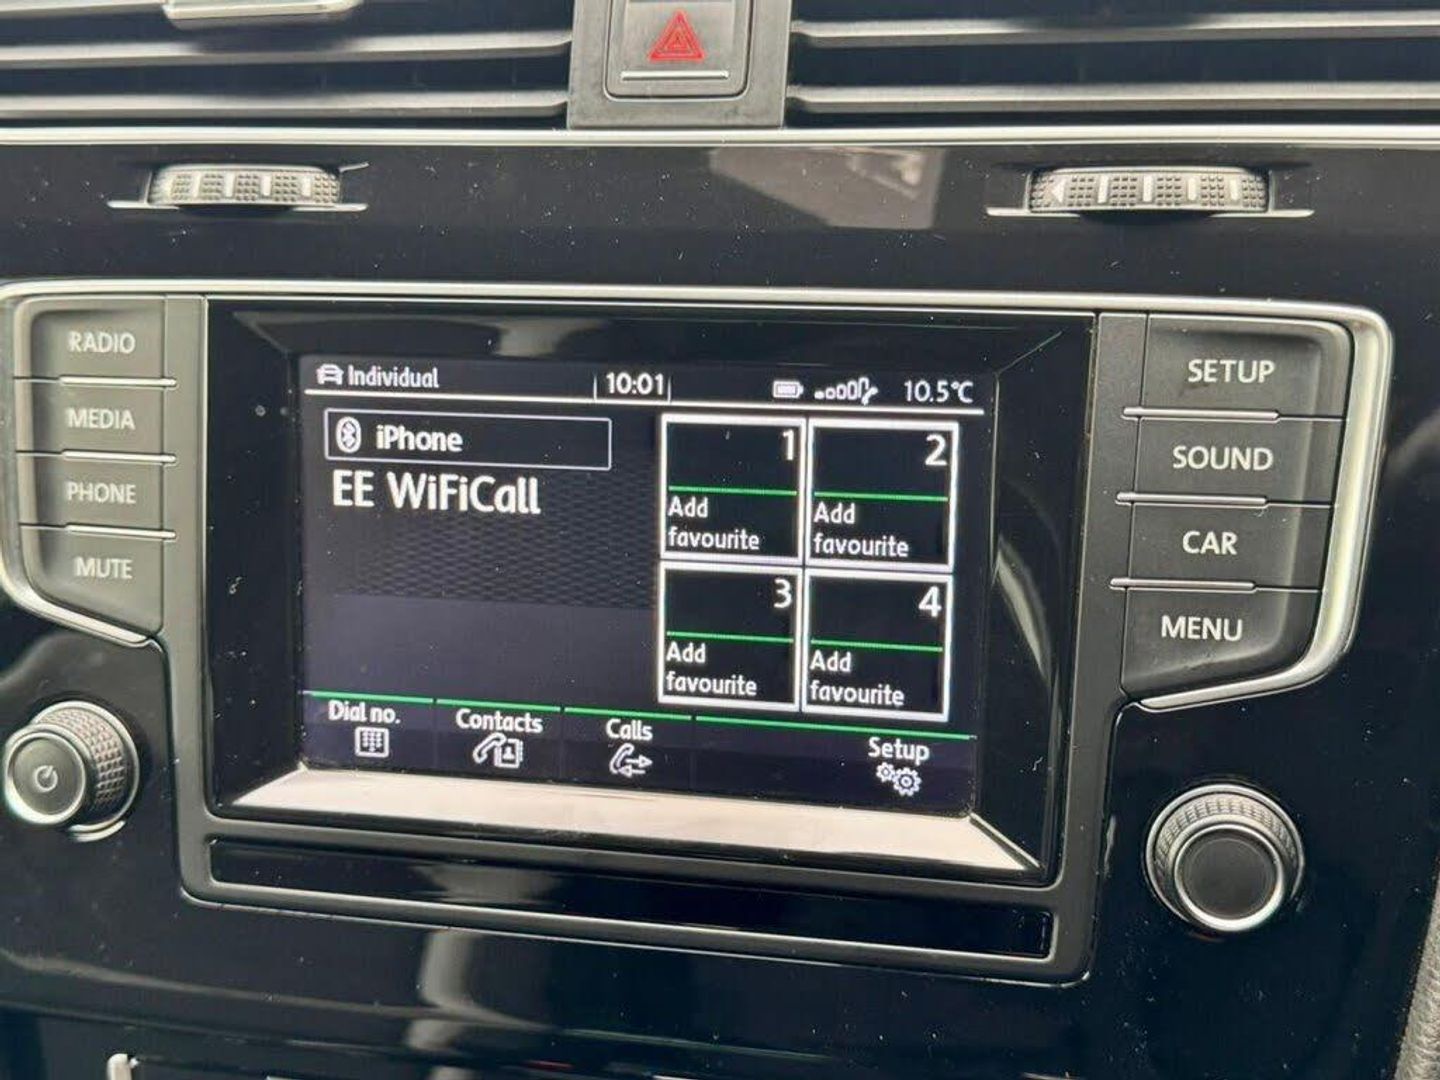 RADIO
MEDIA
PHONE
MUTE
Individual
10:01
10.5°C
iPhone
EE WiFiCall
1
Add
favourite
2
Add
favourite
3
Add
favourite
4
Add
favourite
Dial no.
Contacts
Calls
Setup
SETUP
SOUND
CAR
MENU